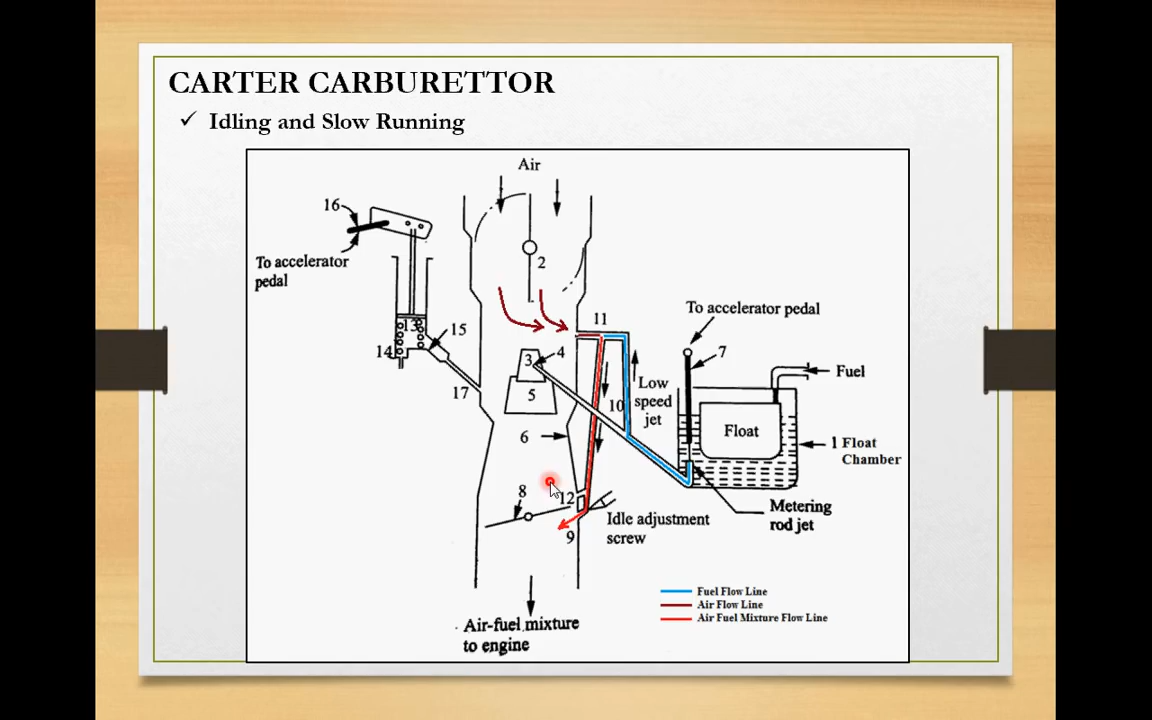 CARTER CARBURETTOR
✓ Idling and Slow Running
Air
16
To accelerator
pedal
2
13
15
14
17
3
4
5
6
11
To accelerator pedal
7
Fuel
10
Low
speed
jet
Float
1 Float
Chamber
8
12
9
Idle adjustment
screw
Metering
rod jet
Fuel Flow Line
Air Flow Line
Air Fuel Mixture Flow Line
Air-fuel mixture
to engine